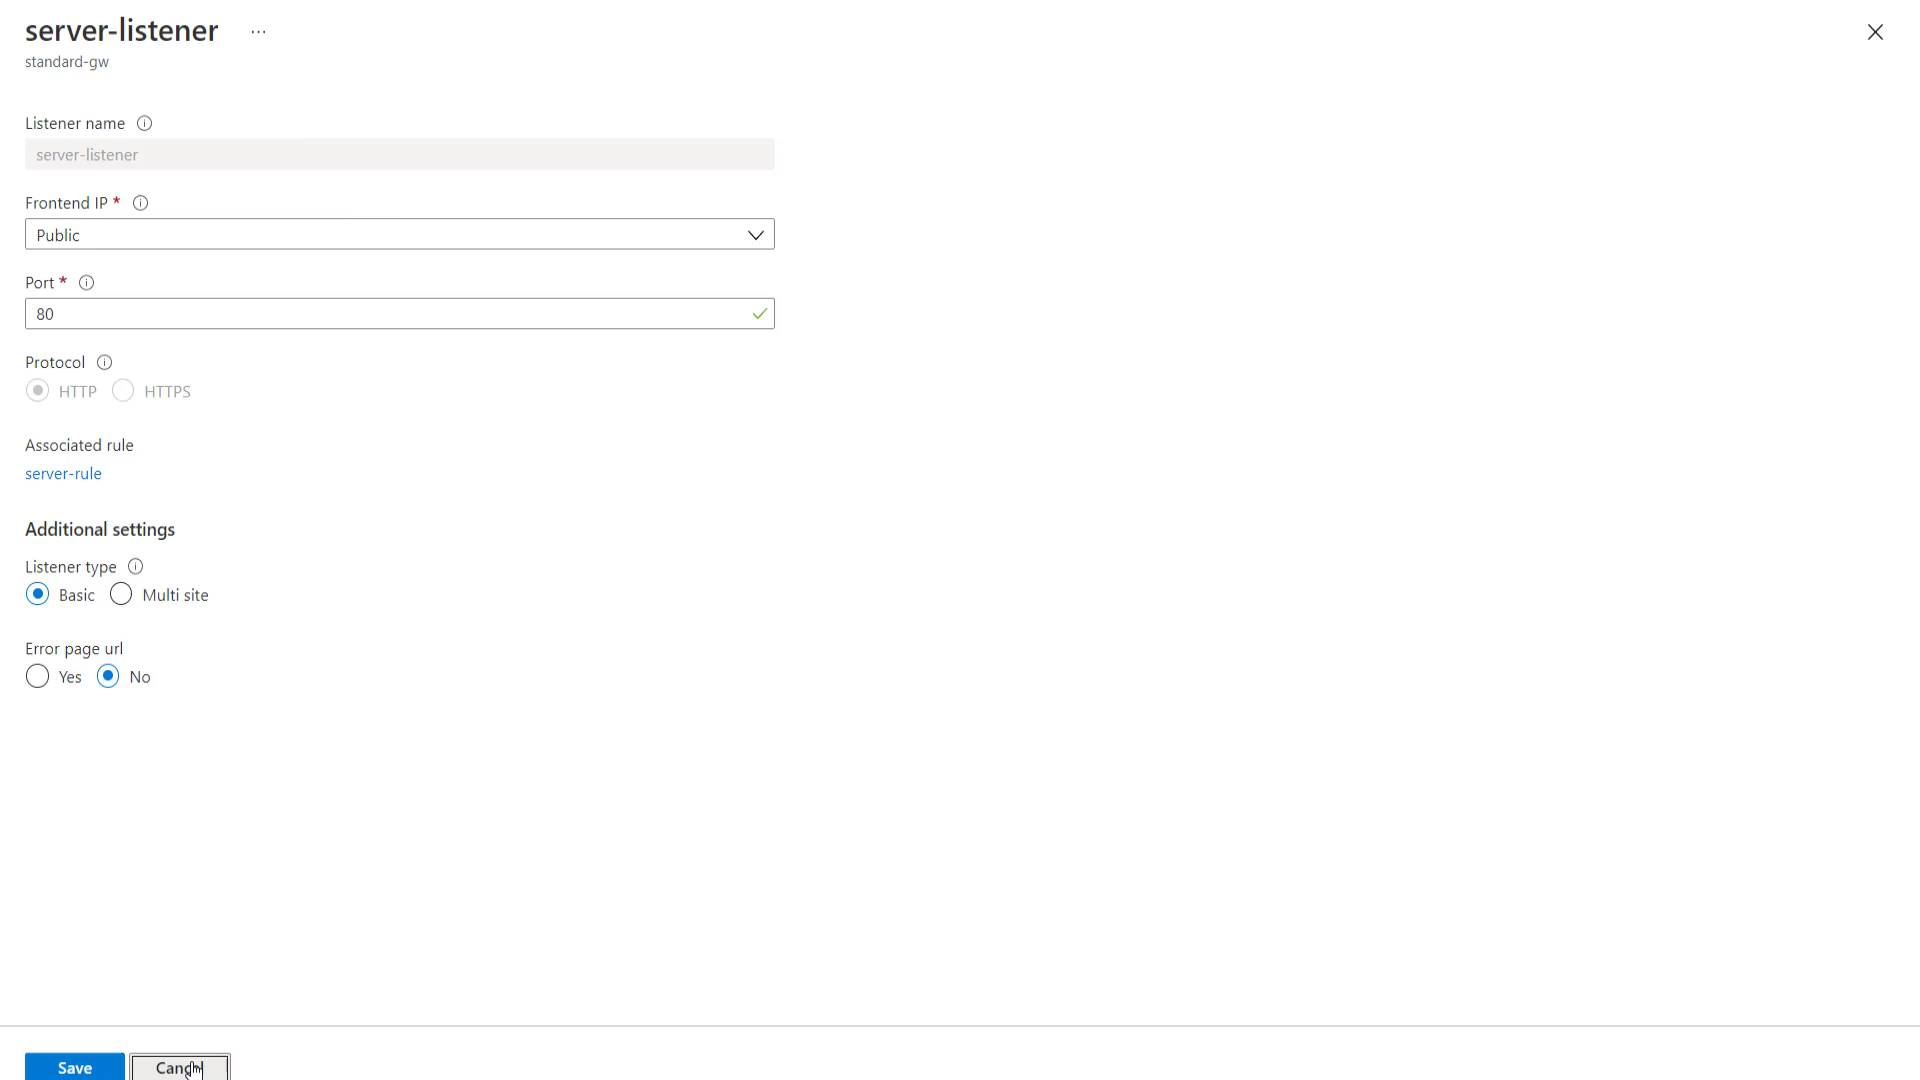 server-listener ...
standard-gw
Listener name
server-listener
Frontend IP *
Public
Port *
80
Protocol
HTTP HTTPS
Associated rule
server-rule
Additional settings
Listener type
Basic Multi site
Error page url
Yes No
Save Cancel